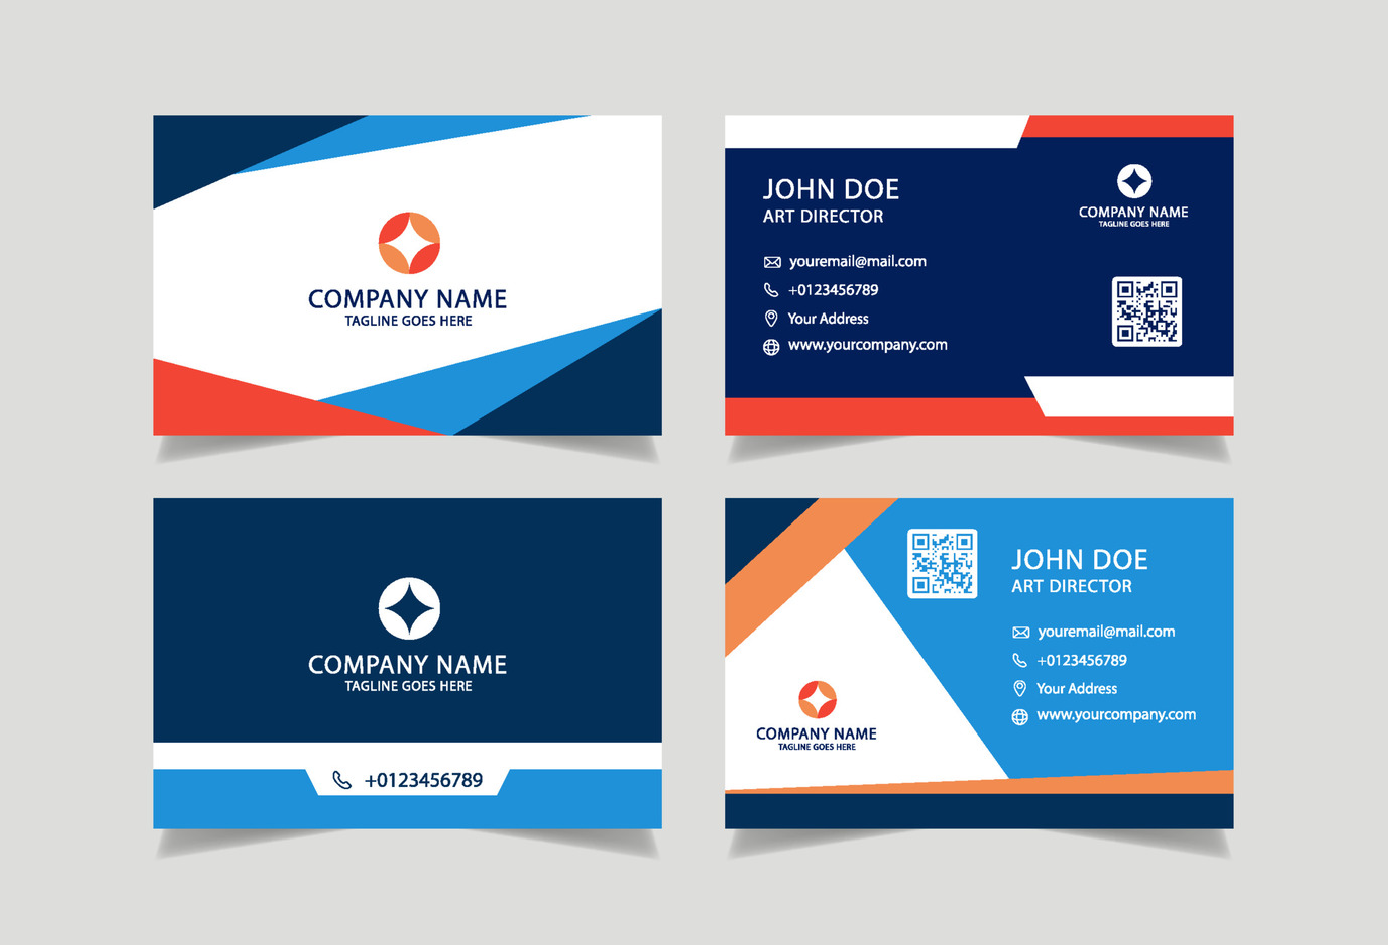 COMPANY NAME
TAGLINE GOES HERE
JOHN DOE
ART DIRECTOR
youremail@mail.com
+0123456789
Your Address
www.yourcompany.com
COMPANY NAME
TAGLINE GOES HERE
COMPANY NAME
TAGLINE GOES HERE
+0123456789
JOHN DOE
ART DIRECTOR
youremail@mail.com
+0123456789
Your Address
www.yourcompany.com
COMPANY NAME
TAGLINE GOES HERE